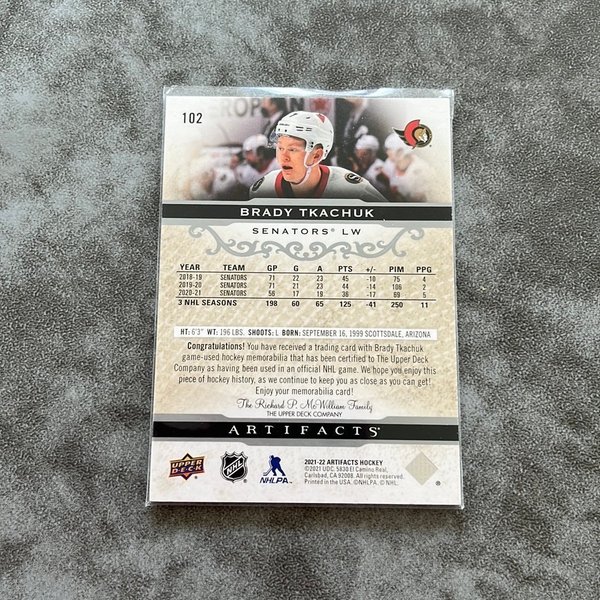 102
EROPEAN
BRADY TKACHUK
SENATORS® LW
YEAR TEAM GP G A PTS +/- PIM PPG
2018-19 SENATORS 71 22 23 45 -10 75 4
2019-20 SENATORS 71 21 23 44 -14 106 2
2020-21 SENATORS 56 17 19 36 -17 69 5
3 NHL SEASONS 198 60 65 125 -41 250 11
HT: 6'3" WT: 196 LBS. SHOOTS: L BORN: SEPTEMBER 16, 1999 SCOTTSDALE, ARIZONA
Congratulations! You have received a trading card with Brady Tkachuk
game-used hockey memorabilia that has been certified to The Upper Deck
Company as having been used in an official NHL game. We hope you enjoy this
piece of hockey history, as we continue to keep you as close as you can get!
Enjoy your memorabilia card!
The Richard P. McWilliam Family
THE UPPER DECK COMPANY
ARTIFACTS®
UPPER DECK
NHL
NHLPA
2021-22 ARTIFACTS HOCKEY
©2021 UDC. 5830 El Camino Real,
Carlsbad, CA 92008. All rights reserved.
Printed in the USA. ©NHLPA. © NHL.